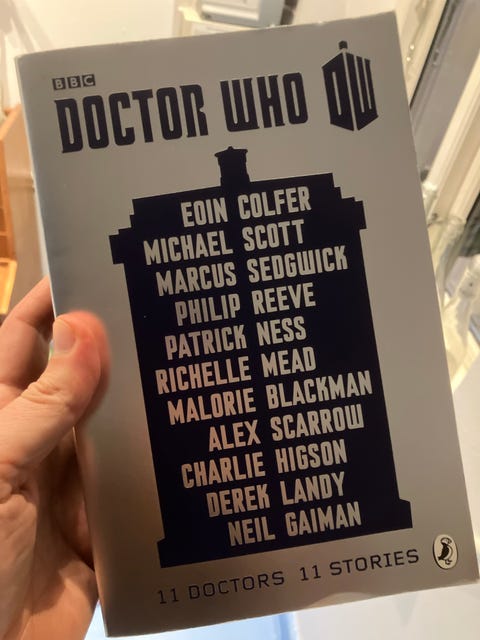 BBC
DOCTOR WHO DW
EOIN COLFER
MICHAEL SCOTT
MARCUS SEDGWICK
PHILIP REEVE
PATRICK NESS
RICHELLE MEAD
MALORIE BLACKMAN
ALEX SCARROW
CHARLIE HIGSON
DEREK LANDY
NEIL GAIMAN
11 DOCTORS 11 STORIES